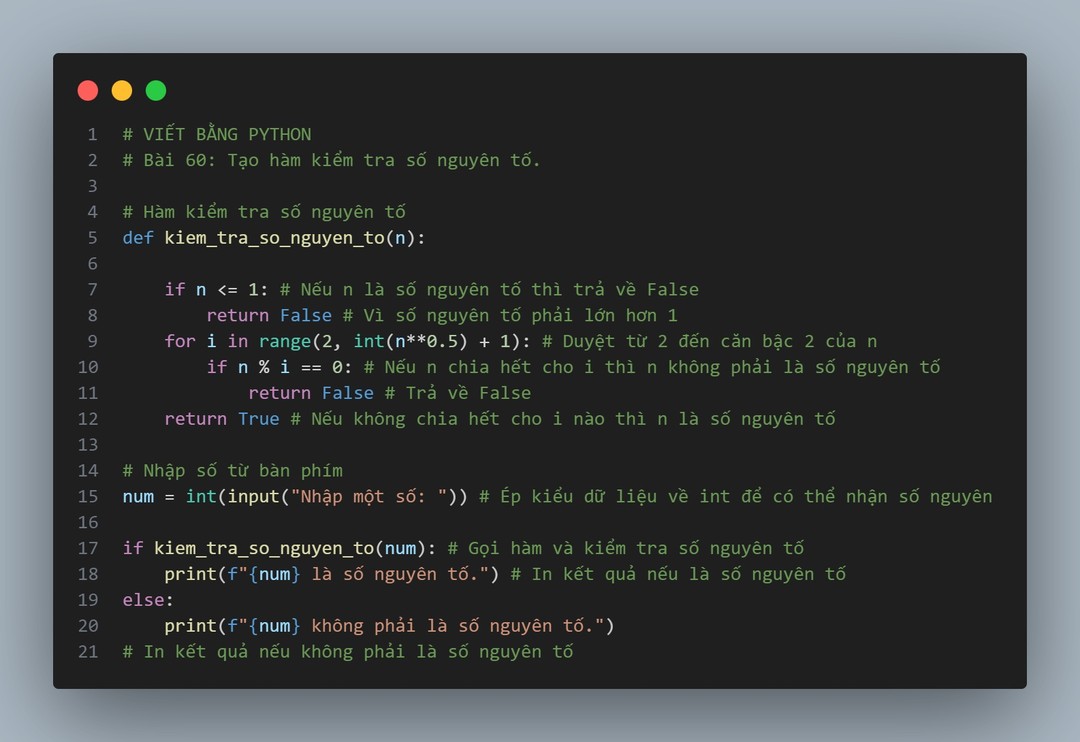 1 # VIẾT BẰNG PYTHON
2 # Bài 60: Tạo hàm kiểm tra số nguyên tố.
3
4 # Hàm kiểm tra số nguyên tố
5 def kiem_tra_so_nguyen_to(n):
6
7     if n <= 1: # Nếu n là số nguyên tố thì trả về False
8         return False # Vì số nguyên tố phải lớn hơn 1
9     for i in range(2, int(n**0.5) + 1): # Duyệt từ 2 đến căn bậc 2 của n
10         if n % i == 0: # Nếu n chia hết cho i thì n không phải là số nguyên tố
11             return False # Trả về False
12     return True # Nếu không chia hết cho i nào thì n là số nguyên tố
13
14 # Nhập số từ bàn phím
15 num = int(input("Nhập một số: ")) # Ép kiểu dữ liệu về int để có thể nhận số nguyên
16
17 if kiem_tra_so_nguyen_to(num): # Gọi hàm và kiểm tra số nguyên tố
18     print(f"{num} là số nguyên tố.") # In kết quả nếu là số nguyên tố
19 else:
20     print(f"{num} không phải là số nguyên tố.")
21 # In kết quả nếu không phải là số nguyên tố